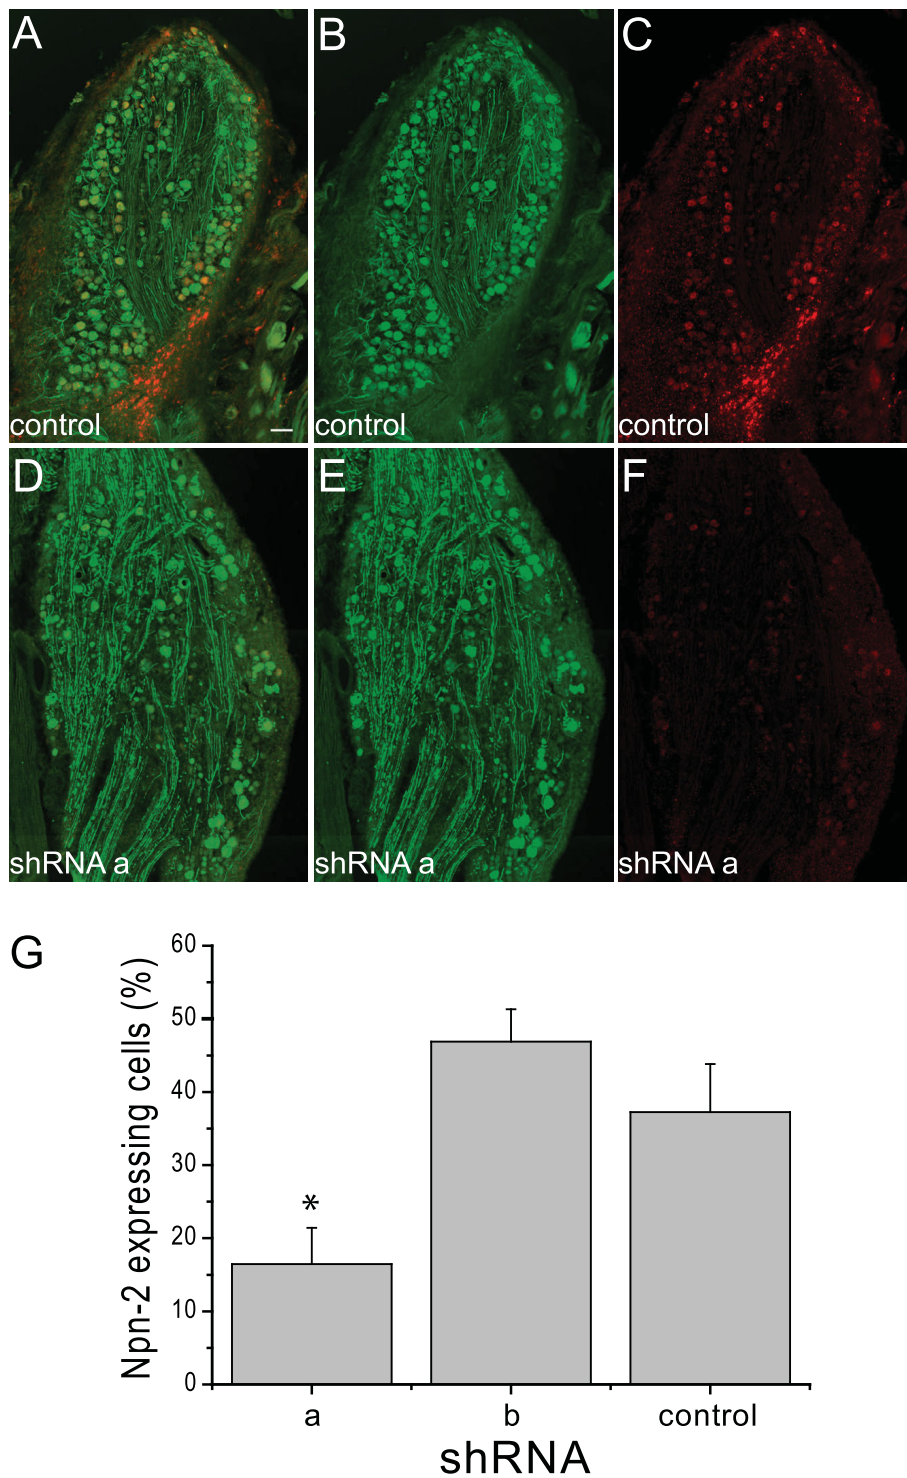 A
B
C
control
control
control
D
E
F
shRNA a
shRNA a
shRNA a
G
60
50
40
30
20
10
0
Npn-2 expressing cells (%)
*
a
b
control
shRNA